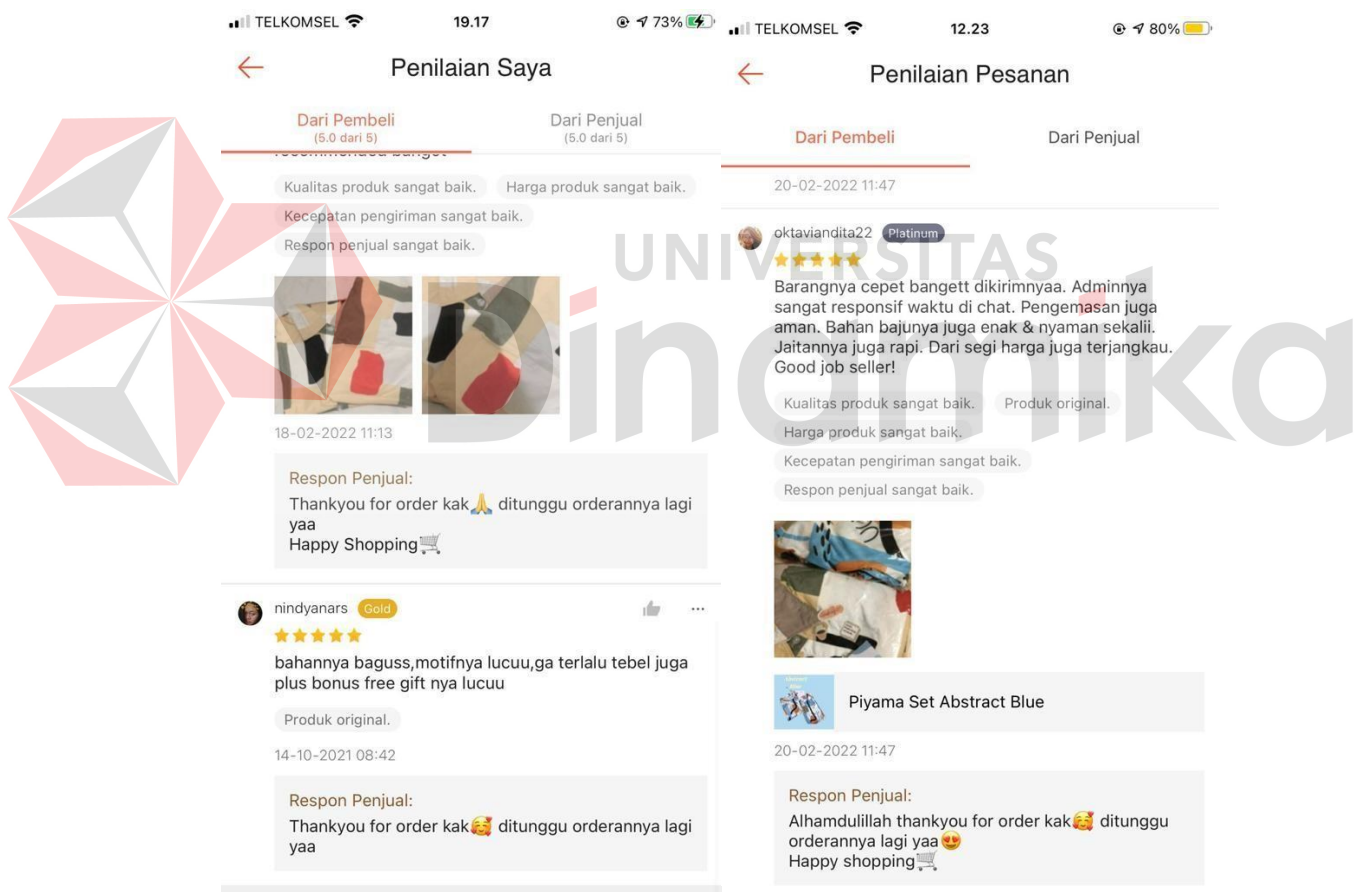 TELKOMSEL 19.17 73%
Penilaian Saya
Dari Pembeli
(5.0 dari 5)
Dari Penjual
(5.0 dari 5)
Kualitas produk sangat baik. Harga produk sangat baik.
Kecepatan pengiriman sangat baik.
Respon penjual sangat baik.
18-02-2022 11:13
Respon Penjual:
Thankyou for order kak🙏 ditunggu orderannya lagi
yaa
Happy Shopping🛒
nindyanars Gold
bahannya baguss,motifnya lucuu,ga terlalu tebel juga
plus bonus free gift nya lucuu
Produk original.
14-10-2021 08:42
Respon Penjual:
Thankyou for order kak🥰 ditunggu orderannya lagi
yaa
TELKOMSEL 12.23 80%
Penilaian Pesanan
Dari Pembeli Dari Penjual
20-02-2022 11:47
oktaviandita22 Platinum
Barangnya cepet bangett dikirimnyaa. Adminnya
sangat responsif waktu di chat. Pengemasan juga
aman. Bahan bajunya juga enak & nyaman sekalii.
Jaitannya juga rapi. Dari segi harga juga terjangkau.
Good job seller!
Kualitas produk sangat baik. Produk original.
Harga produk sangat baik.
Kecepatan pengiriman sangat baik.
Respon penjual sangat baik.
Piyama Set Abstract Blue
20-02-2022 11:47
Respon Penjual:
Alhamdulillah thankyou for order kak🥰 ditunggu
orderannya lagi yaa😍
Happy shopping🛒
UNIVERSITAS
Dinamika